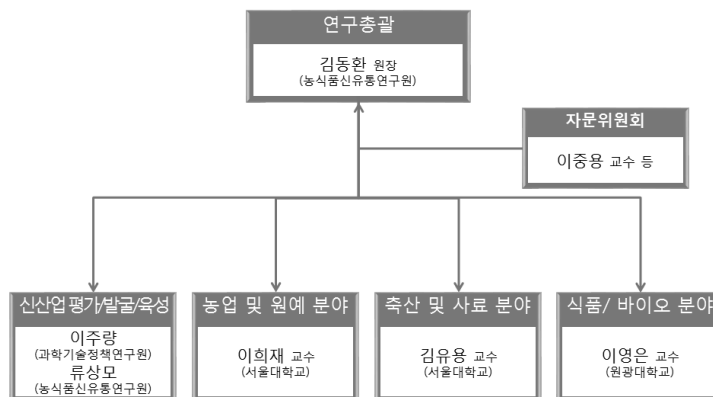 연구총괄
김동환 원장
(농식품신유통연구원)
자문위원회
이중용 교수 등
신산업 평가/발굴/육성
이주량
(과학기술정책연구원)
류상모
(농식품신유통연구원)
농업 및 원예 분야
이희재 교수
(서울대학교)
축산 및 사료 분야
김유용 교수
(서울대학교)
식품/ 바이오 분야
이영은 교수
(원광대학교)